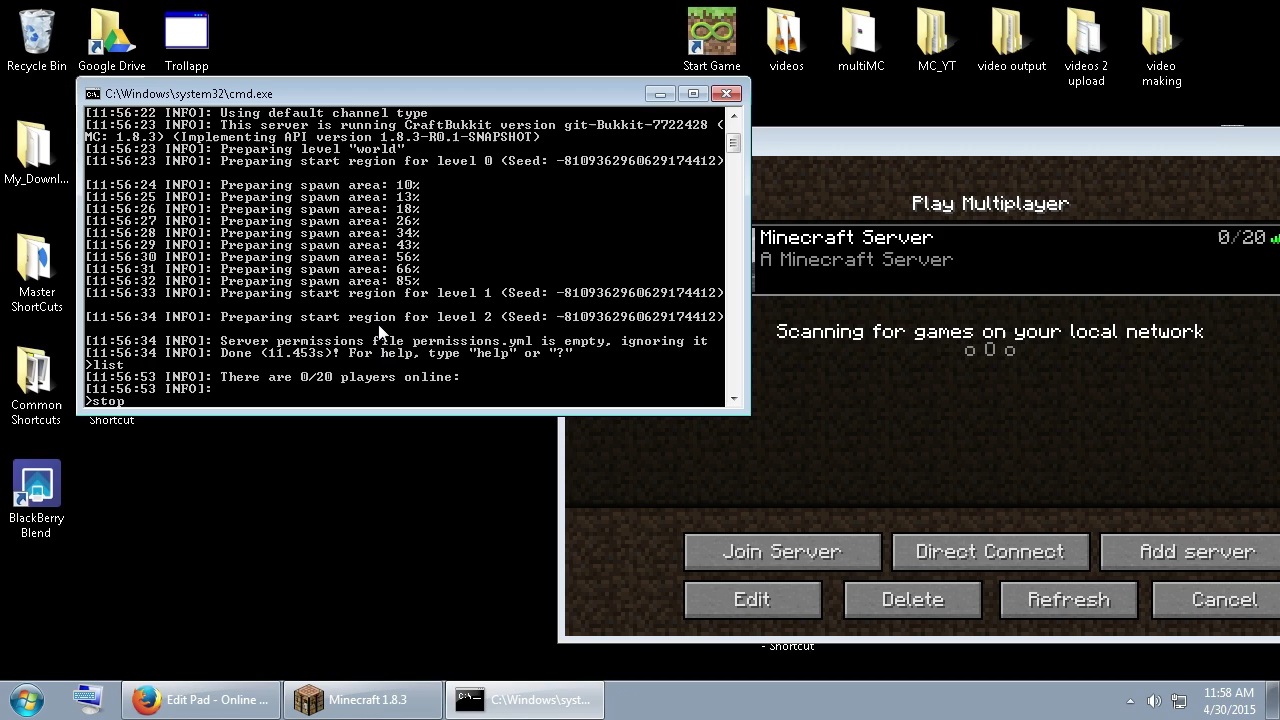 Recycle Bin
Google Drive
Trollapp
Start Game
videos
multiMC
MC_YT
video output
videos 2 upload
video making
My_Downl...
Master ShortCuts
Common Shortcuts
Shortcut
BlackBerry Blend
C:\Windows\system32\cmd.exe
[11:56:22 INFO]: Using default channel type
[11:56:23 INFO]: This server is running CraftBukkit version git-Bukkit-7722428 (
MC: 1.8.3) (Implementing API version 1.8.3-R0.1-SNAPSHOT)
[11:56:23 INFO]: Preparing level "world"
[11:56:23 INFO]: Preparing start region for level 0 (Seed: -8109362960629174412)
[11:56:24 INFO]: Preparing spawn area: 10%
[11:56:25 INFO]: Preparing spawn area: 13%
[11:56:26 INFO]: Preparing spawn area: 18%
[11:56:27 INFO]: Preparing spawn area: 26%
[11:56:28 INFO]: Preparing spawn area: 34%
[11:56:29 INFO]: Preparing spawn area: 43%
[11:56:30 INFO]: Preparing spawn area: 56%
[11:56:31 INFO]: Preparing spawn area: 66%
[11:56:32 INFO]: Preparing spawn area: 85%
[11:56:33 INFO]: Preparing start region for level 1 (Seed: -8109362960629174412)
[11:56:34 INFO]: Preparing start region for level 2 (Seed: -8109362960629174412)
[11:56:34 INFO]: Server permissions file permissions.yml is empty, ignoring it
[11:56:34 INFO]: Done (11.453s)! For help, type "help" or "?"
>list
[11:56:53 INFO]: There are 0/20 players online:
[11:56:53 INFO]:
>stop
Play Multiplayer
Minecraft Server
0/20
A Minecraft Server
Scanning for games on your local network
o O o
Join Server
Direct Connect
Add server
Edit
Delete
Refresh
Cancel
- Shortcut
Edit Pad - Online ...
Minecraft 1.8.3
C:\Windows\syst...
11:58 AM
4/30/2015